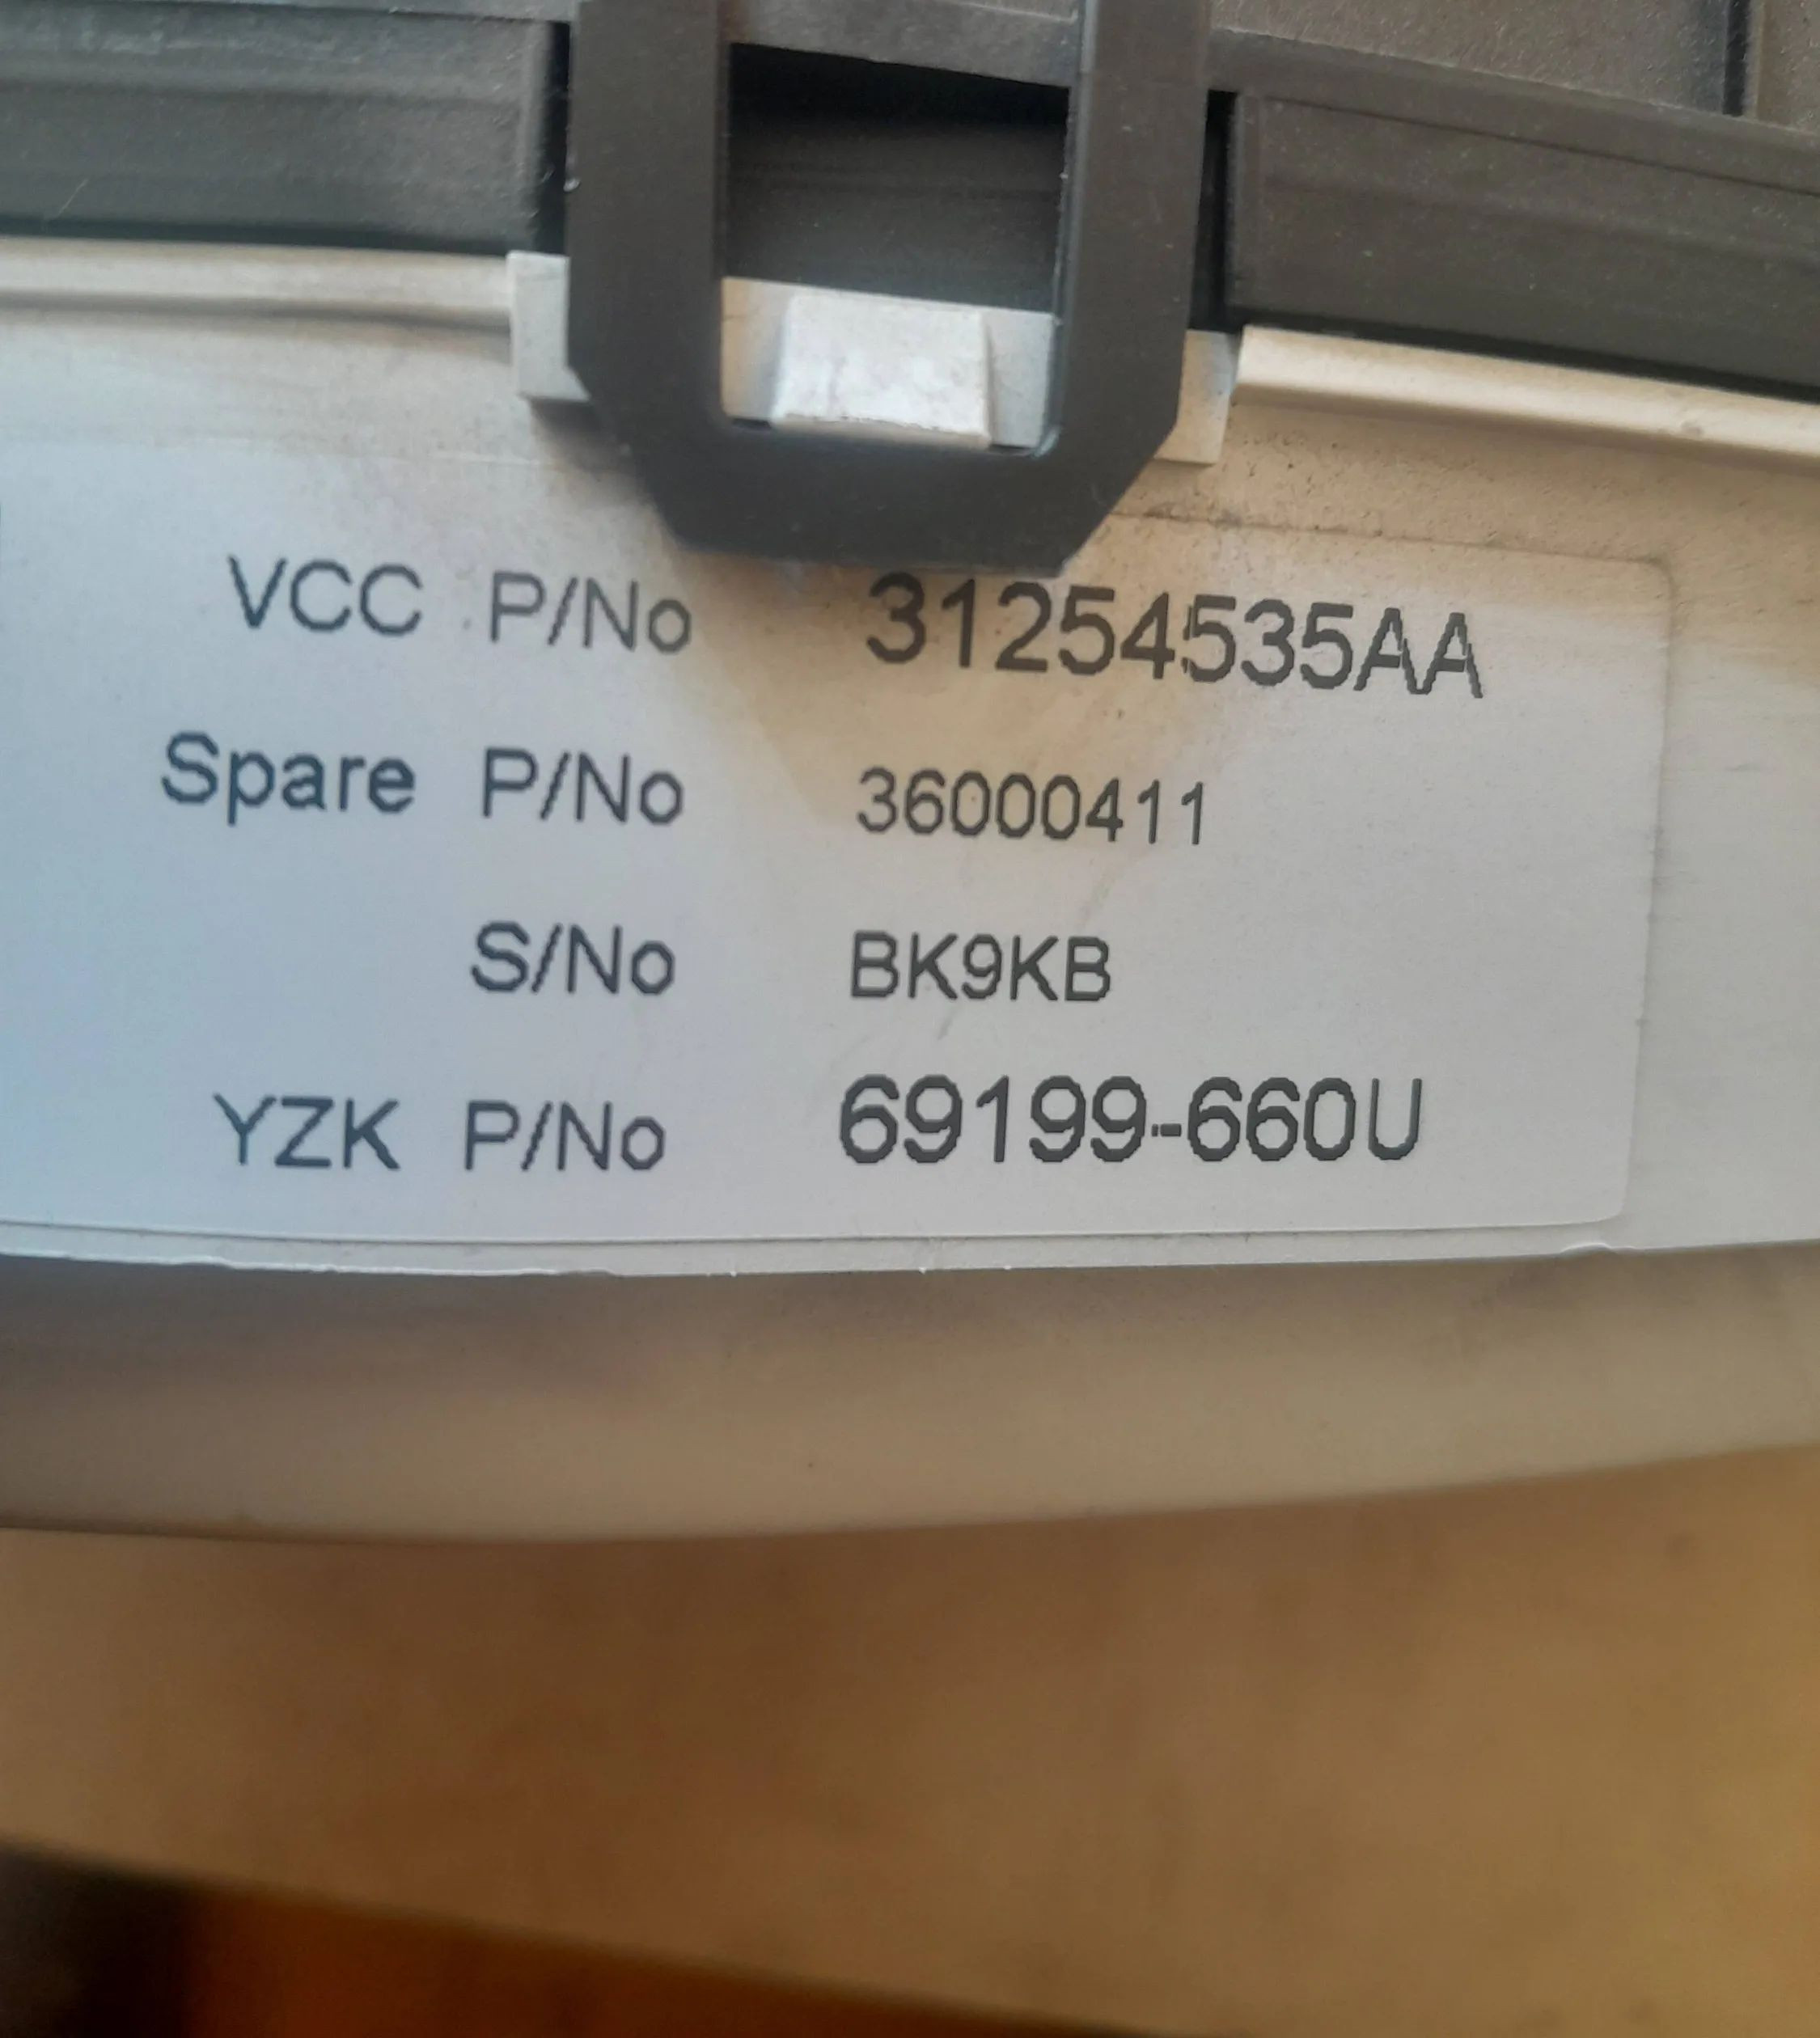 VCC P/No 31254535AA
Spare P/No 36000411
S/No BK9KB
YZK P/No 69199-660U